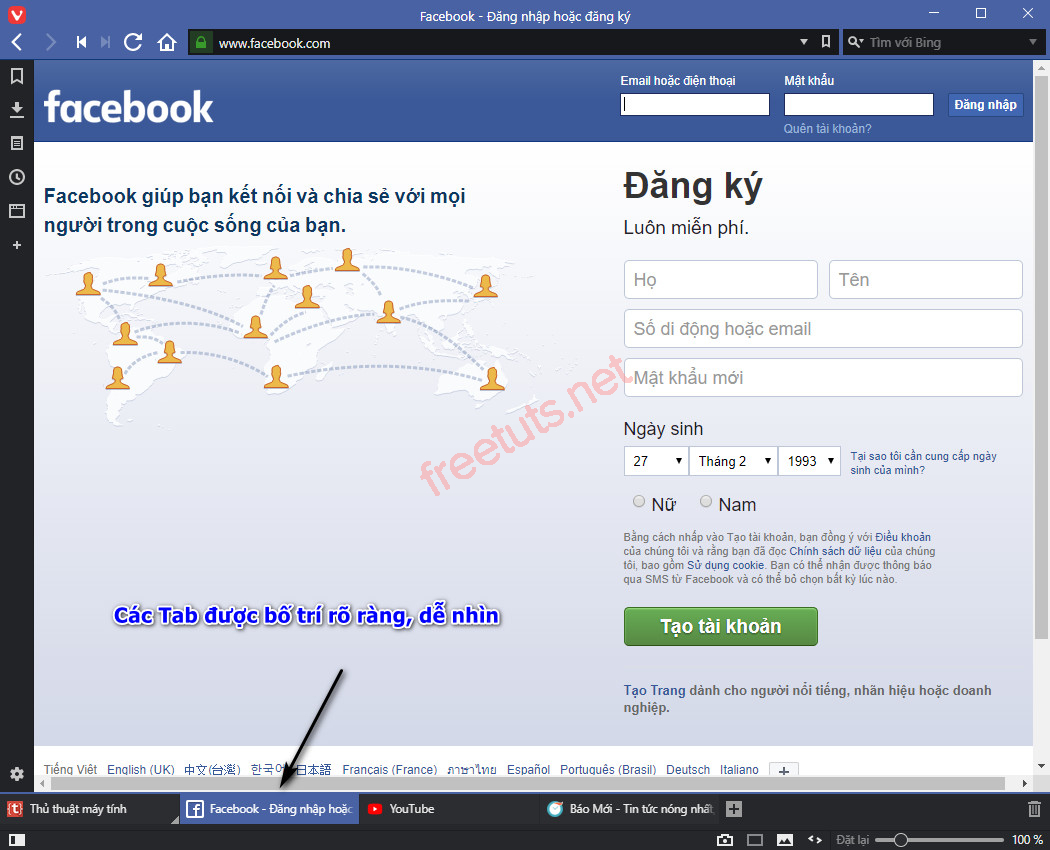 Facebook - Đăng nhập hoặc đăng ký
www.facebook.com
Tìm với Bing
facebook
Email hoặc điện thoại
Mật khẩu
Đăng nhập
Quên tài khoản?
Facebook giúp bạn kết nối và chia sẻ với mọi
người trong cuộc sống của bạn.
Đăng ký
Luôn miễn phí.
Họ
Tên
Số di động hoặc email
Mật khẩu mới
freetuts.net
Ngày sinh
27
Tháng 2
1993
Tại sao tôi cần cung cấp ngày
sinh của mình?
Nữ
Nam
Bằng cách nhấp vào Tạo tài khoản, bạn đồng ý với Điều khoản
của chúng tôi và rằng bạn đã đọc Chính sách dữ liệu của chúng
tôi, bao gồm Sử dụng cookie. Bạn có thể nhận được thông báo
qua SMS từ Facebook và có thể bỏ chọn bất kỳ lúc nào.
Các Tab được bố trí rõ ràng, dễ nhìn
Tạo tài khoản
Tạo Trang dành cho người nổi tiếng, nhãn hiệu hoặc doanh
nghiệp.
Tiếng Việt English (UK) 中文(台灣) 한국어 日本語 Français (France) ภาษาไทย Español Português (Brasil) Deutsch Italiano
Thủ thuật máy tính
Facebook - Đăng nhập hoặc
YouTube
Báo Mới - Tin tức nóng nhất,
Đặt lại
100 %